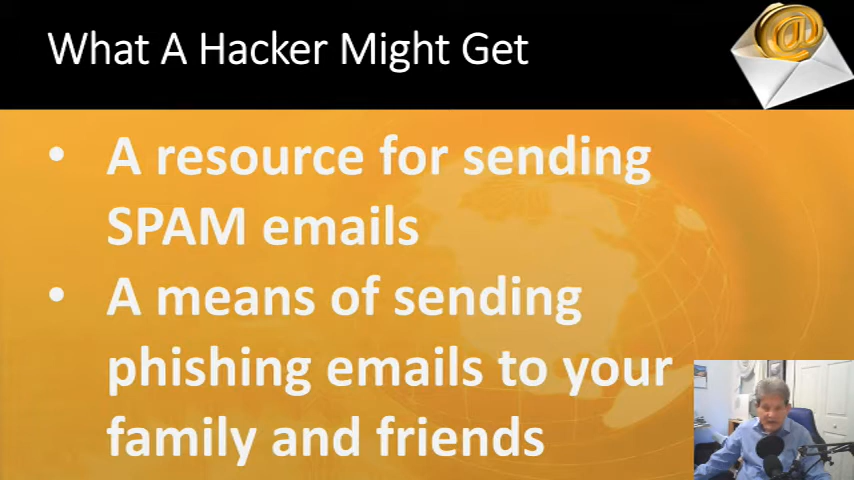 What A Hacker Might Get
• A resource for sending
SPAM emails
• A means of sending
phishing emails to your
family and friends